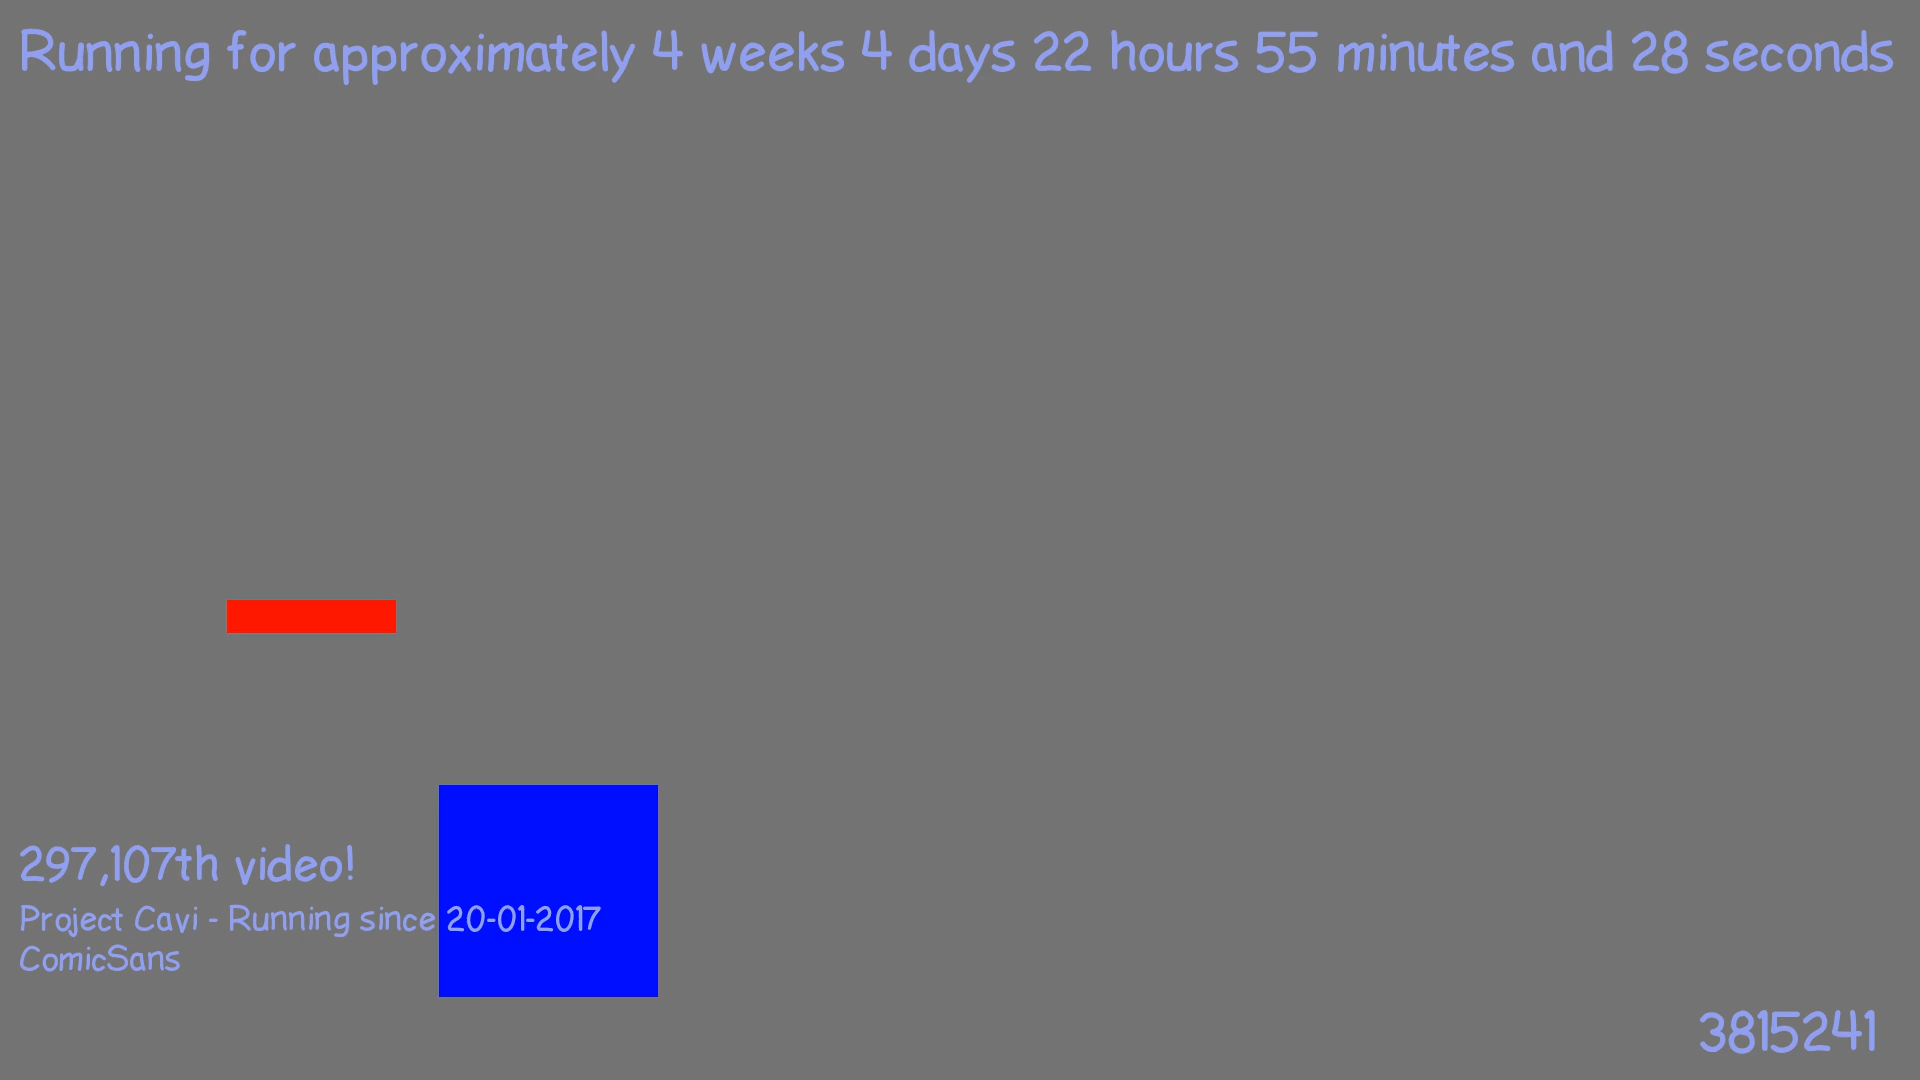 Running for approximately 4 weeks 4 days 22 hours 55 minutes and 28 seconds
297,107th video!
Project Cavi - Running since 20-01-2017
ComicSans
3815241